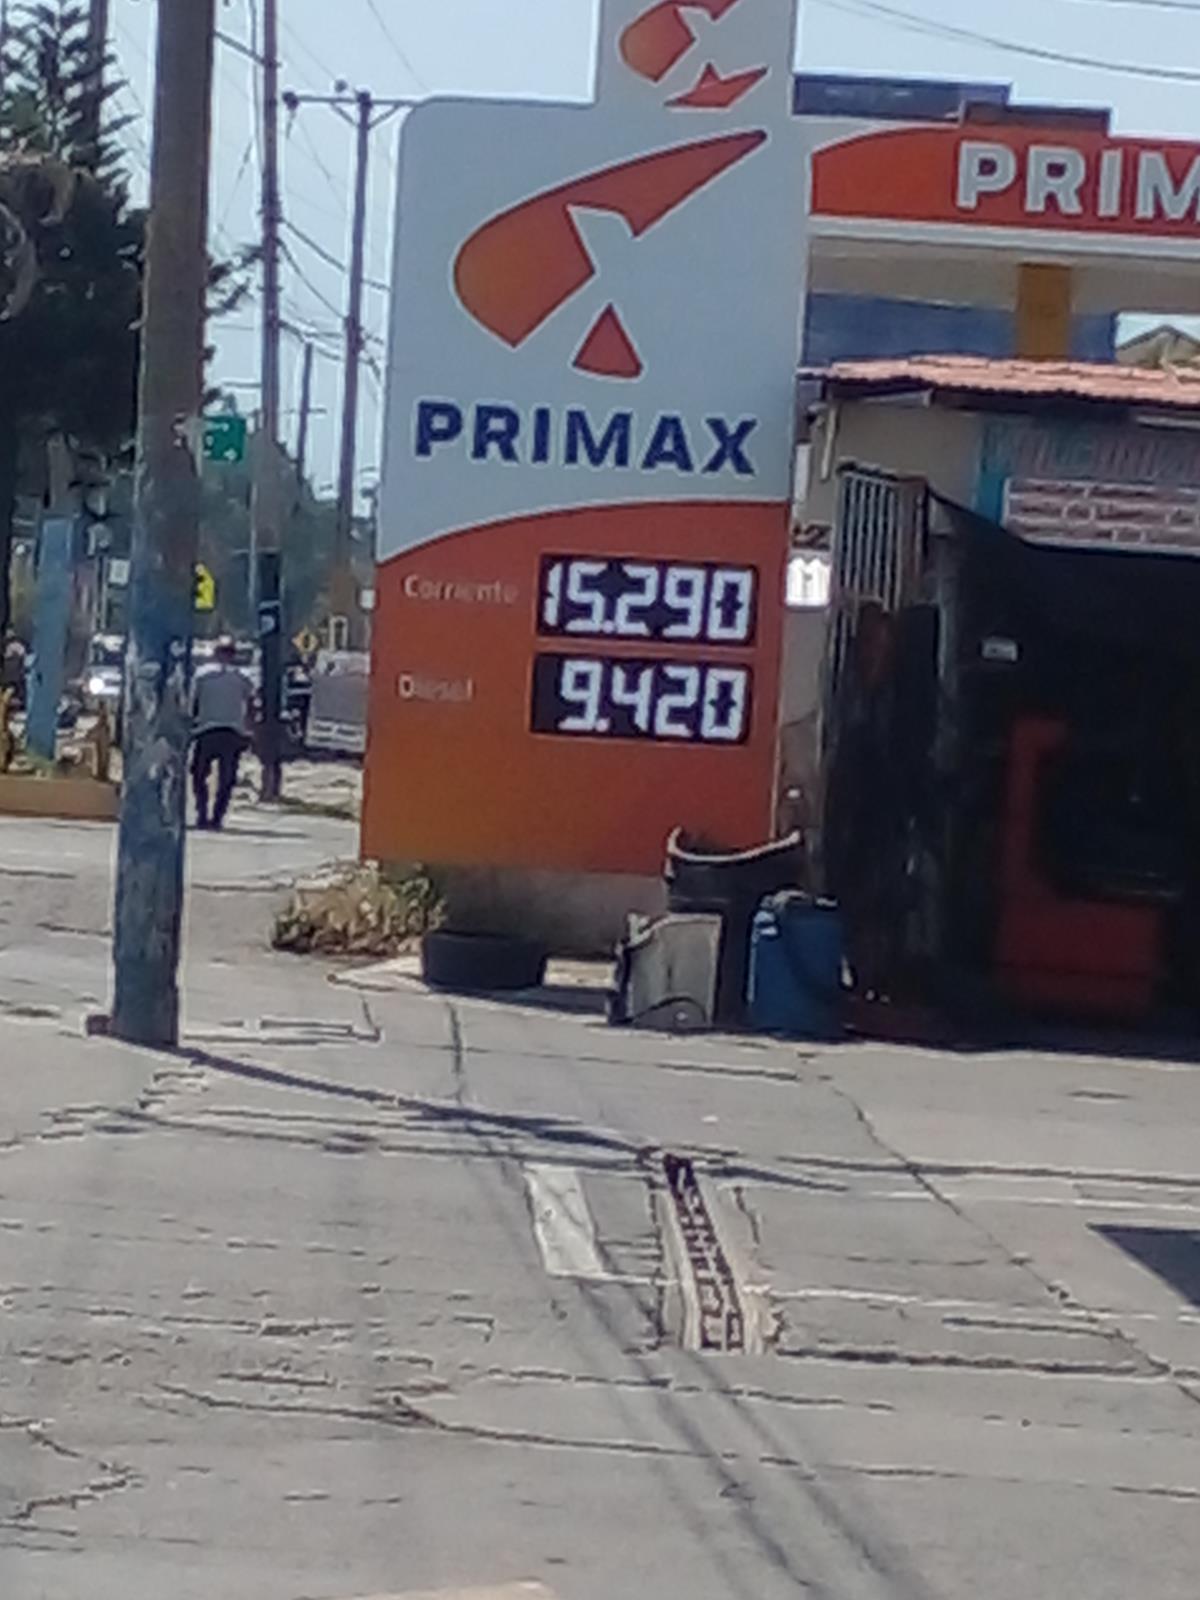 PRIMAX
PRIM
Corriente 15.290
Diesel 9.420